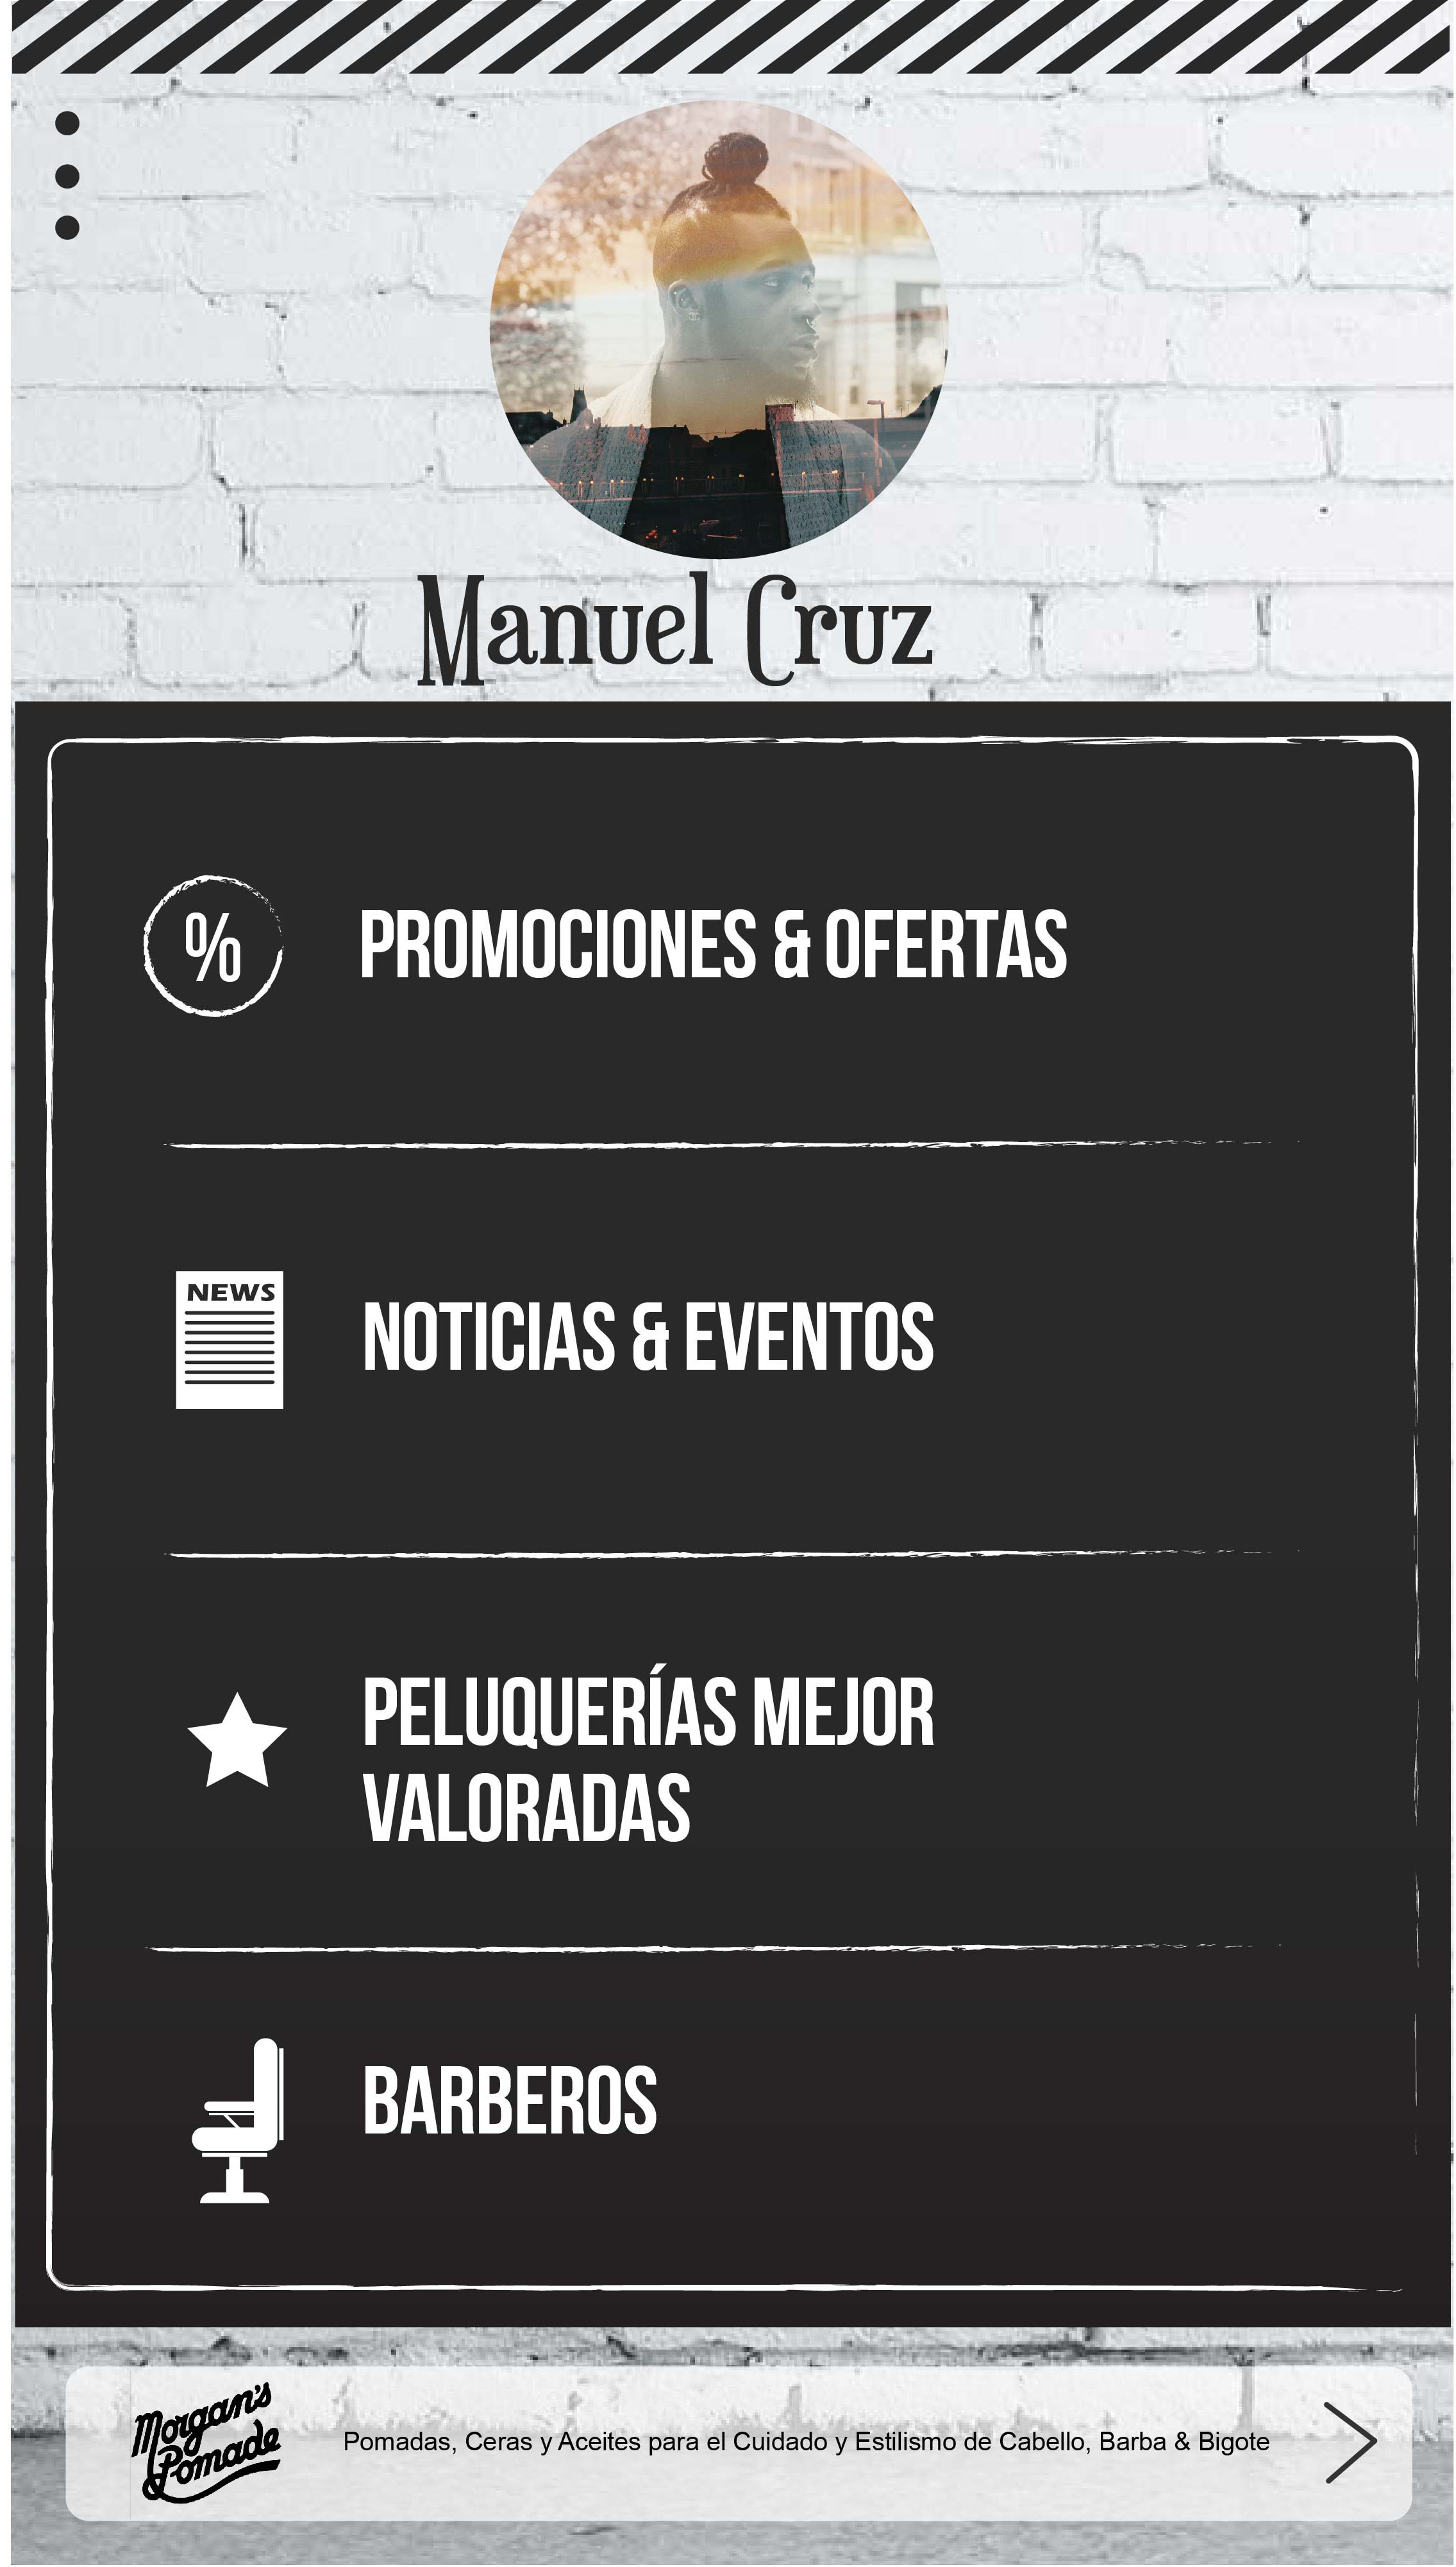 Manuel Cruz
%
PROMOCIONES & OFERTAS
NEWS
NOTICIAS & EVENTOS
PELUQUERÍAS MEJOR
VALORADAS
BARBEROS
Morgan's
Pomade
Pomadas, Ceras y Aceites para el Cuidado y Estilismo de Cabello, Barba & Bigote